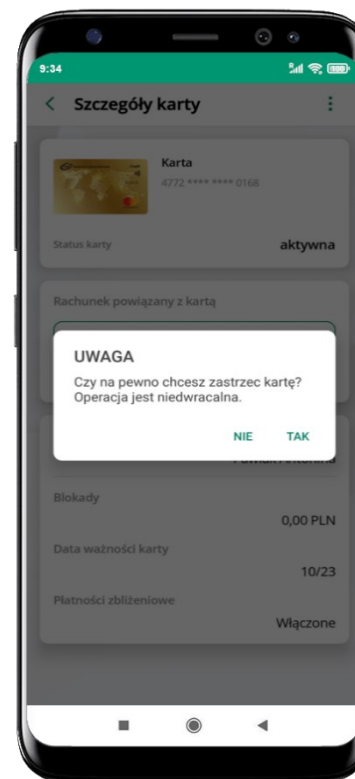 9:34
Szczegóły karty
Karta
4772 **** **** 0168
Status karty
aktywna
Rachunek powiązany z kartą
UWAGA
Czy na pewno chcesz zastrzec kartę?
Operacja jest niedwracalna.
NIE TAK
Blokady
0,00 PLN
Data ważności karty
10/23
Płatności zbliżeniowe
Włączone